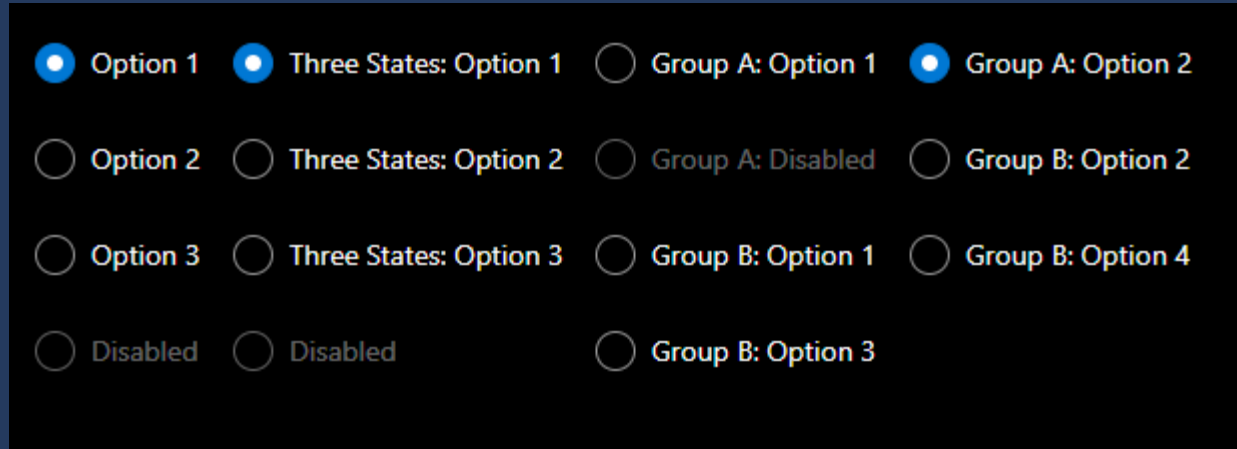 Option 1 Three States: Option 1 Group A: Option 1 Group A: Option 2
Option 2 Three States: Option 2 Group A: Disabled Group B: Option 2
Option 3 Three States: Option 3 Group B: Option 1 Group B: Option 4
Disabled Disabled Group B: Option 3